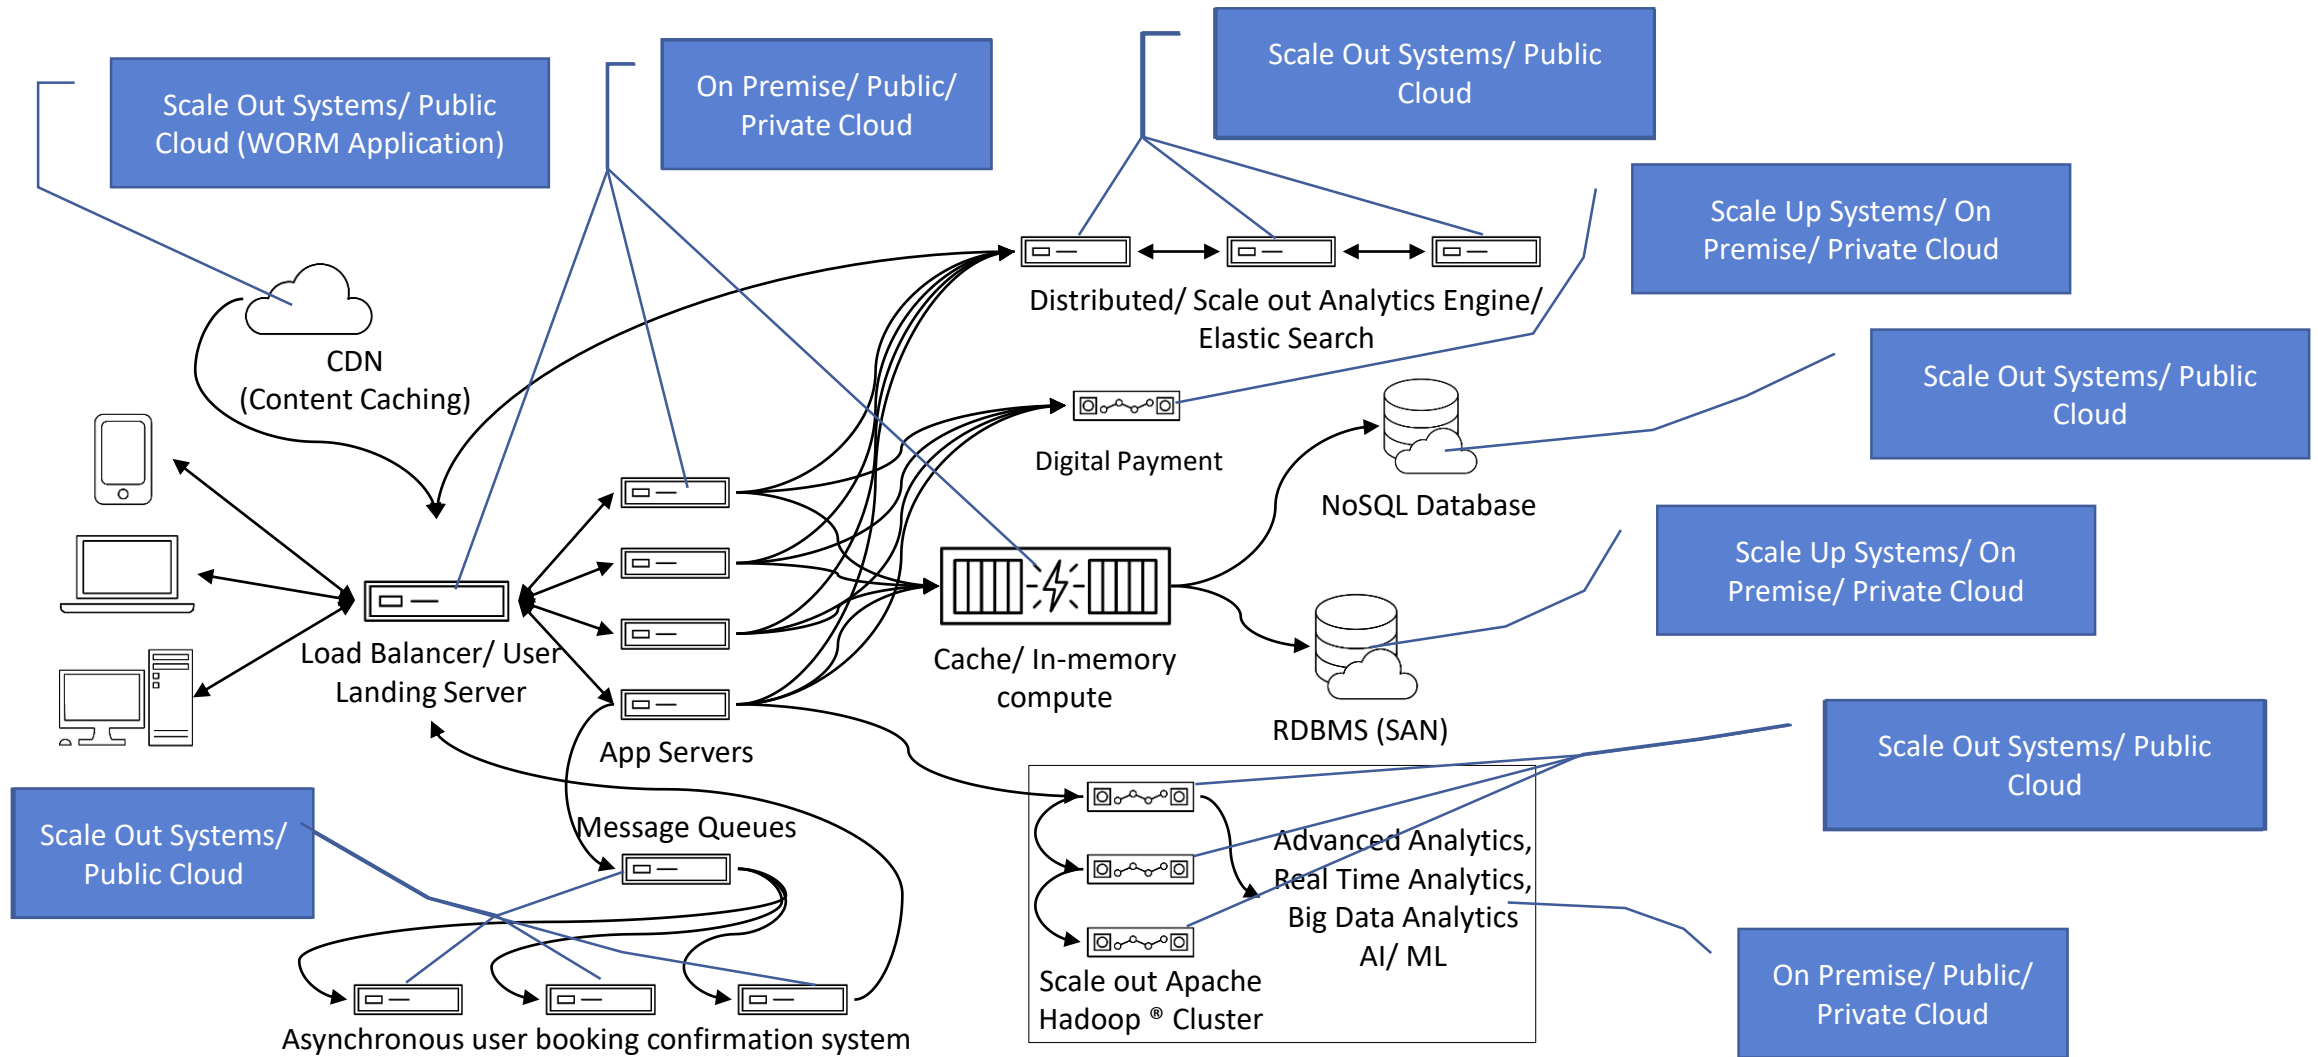 Scale Out Systems/ Public
Cloud (WORM Application)
On Premise/ Public/
Private Cloud
Scale Out Systems/ Public
Cloud
Scale Up Systems/ On
Premise/ Private Cloud
Distributed/ Scale out Analytics Engine/
Elastic Search
CDN
(Content Caching)
Scale Out Systems/ Public
Cloud
Digital Payment
NoSQL Database
Scale Up Systems/ On
Premise/ Private Cloud
Load Balancer/ User
Landing Server
Cache/ In-memory
compute
App Servers
RDBMS (SAN)
Scale Out Systems/ Public
Cloud
Scale Out Systems/
Public Cloud
Message Queues
Advanced Analytics,
Real Time Analytics,
Big Data Analytics
AI/ ML
Scale out Apache
Hadoop ® Cluster
On Premise/ Public/
Private Cloud
Asynchronous user booking confirmation system